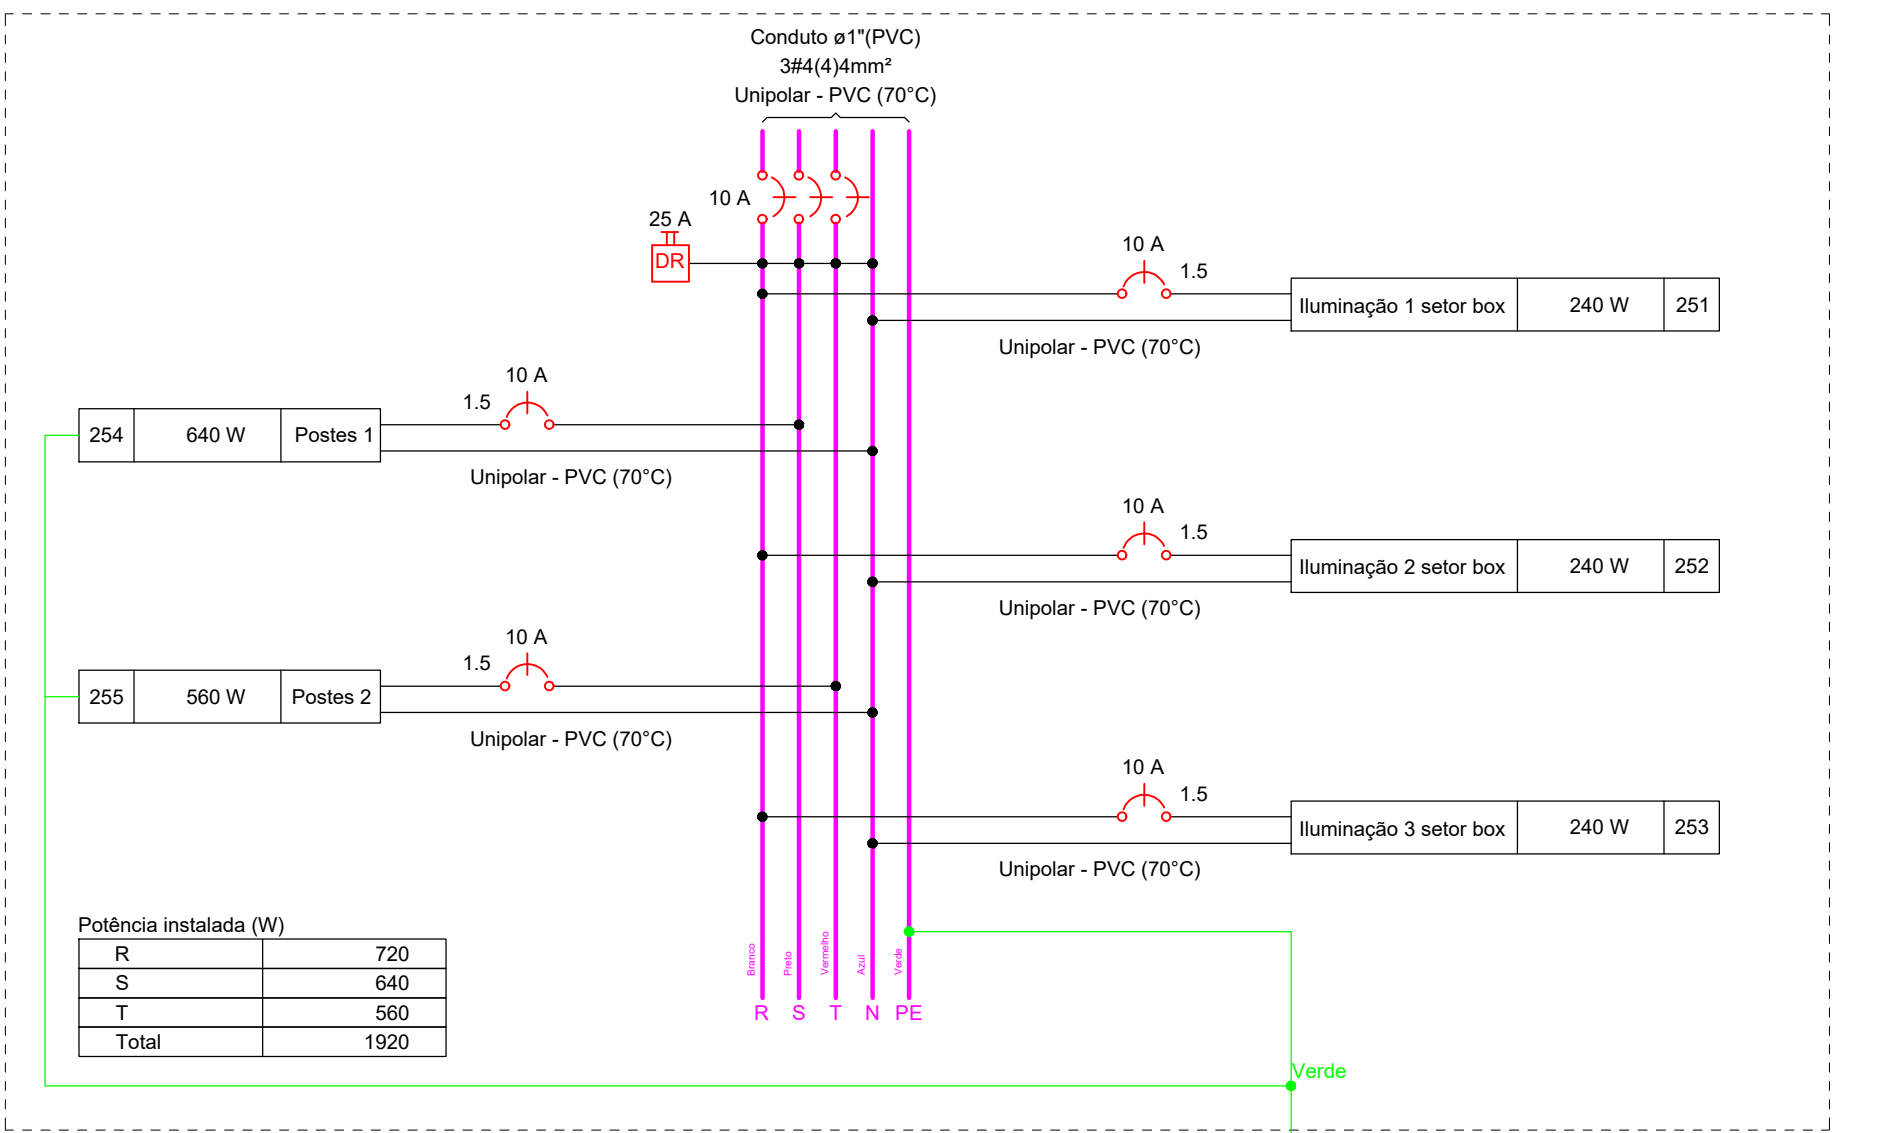 Conduto ø1"(PVC)
3#4(4)4mm²
Unipolar - PVC (70°C)
10 A
25 A
DR
10 A
1.5
Iluminação 1 setor box 240 W 251
Unipolar - PVC (70°C)
10 A
1.5
254 640 W Postes 1
Unipolar - PVC (70°C)
10 A
1.5
Iluminação 2 setor box 240 W 252
Unipolar - PVC (70°C)
10 A
1.5
255 560 W Postes 2
Unipolar - PVC (70°C)
10 A
1.5
Iluminação 3 setor box 240 W 253
Unipolar - PVC (70°C)
Potência instalada (W)
R 720
S 640
T 560
Total 1920
Branco Preto Vermelho Azul Verde
R S T N PE
Verde